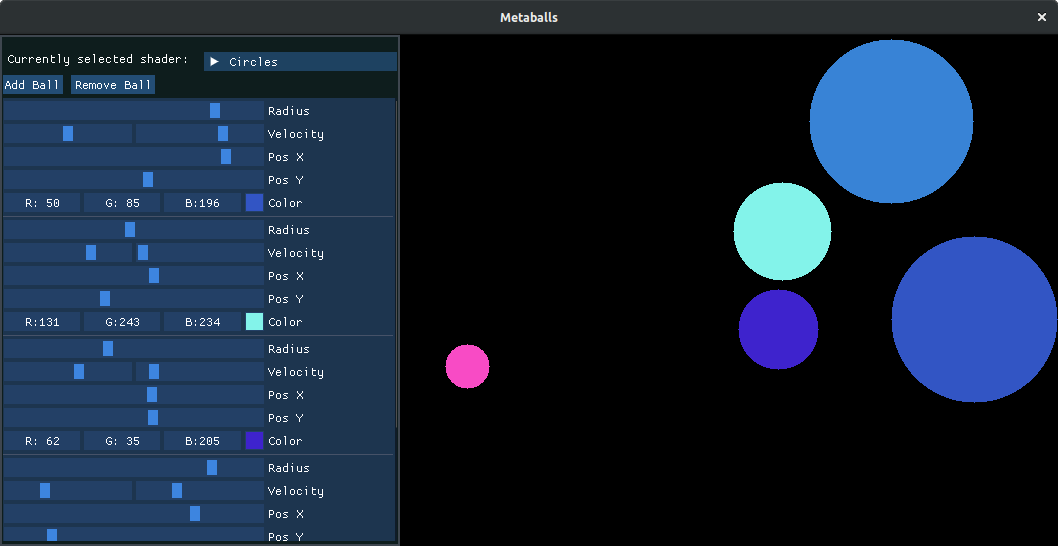 Metaballs
Currently selected shader: Circles
Add Ball Remove Ball
Radius
Velocity
Pos X
Pos Y
R: 50 G: 85 B:196 Color
Radius
Velocity
Pos X
Pos Y
R:131 G:243 B:234 Color
Radius
Velocity
Pos X
Pos Y
R: 62 G: 35 B:205 Color
Radius
Velocity
Pos X
Pos Y